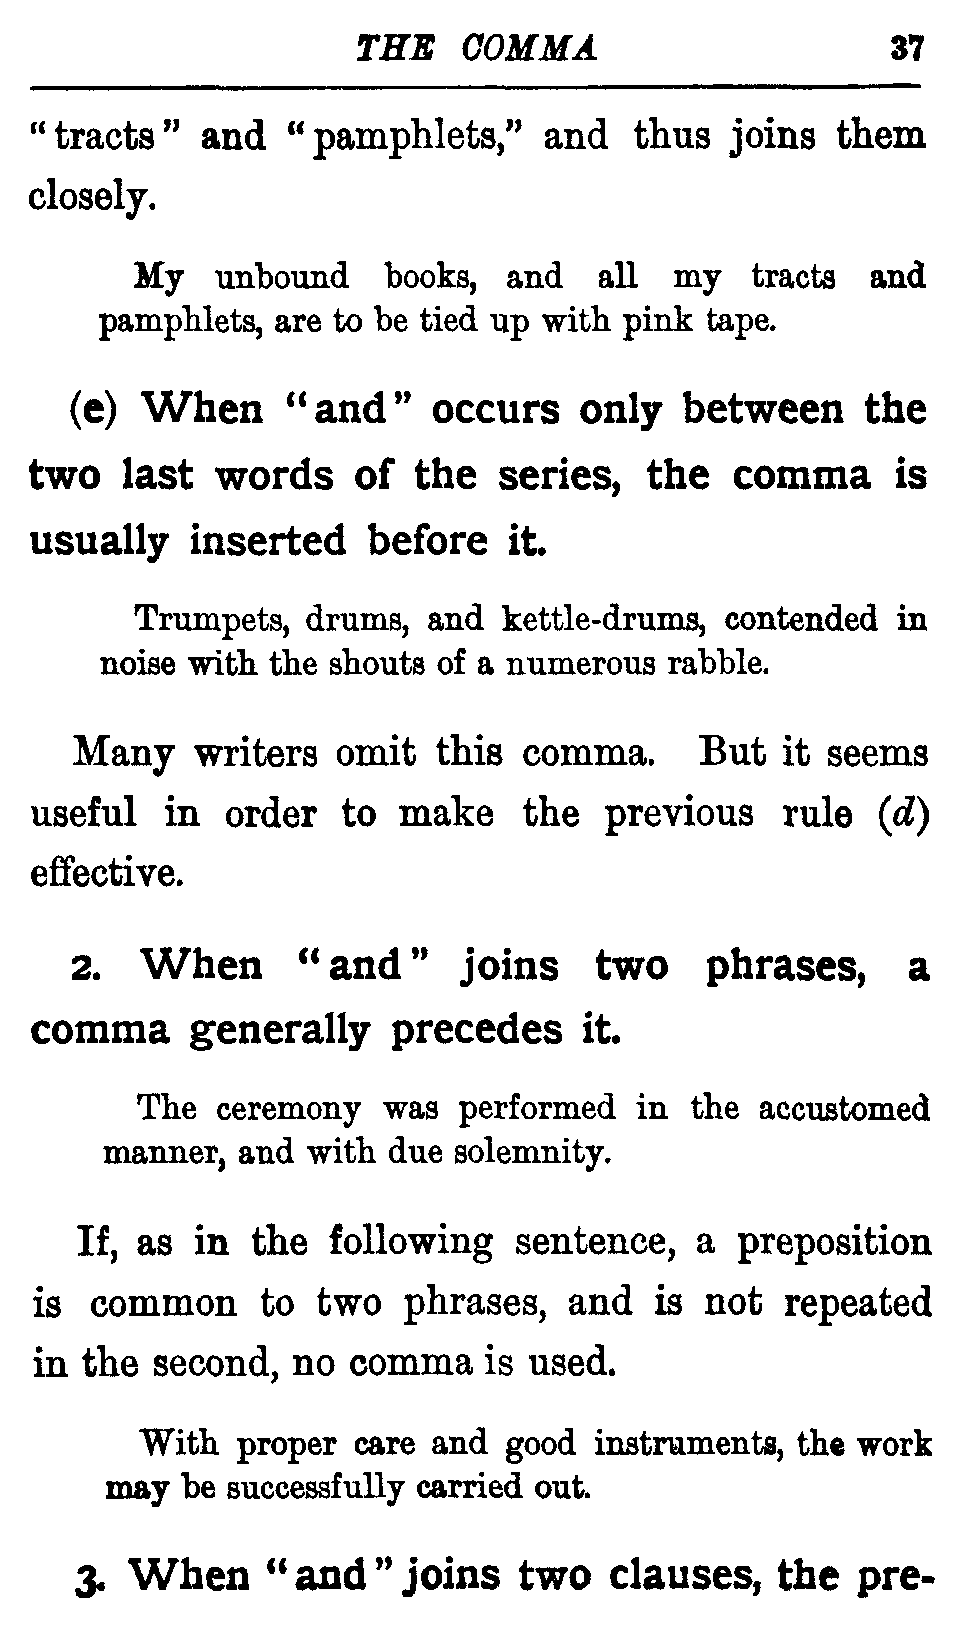 THE COMMA 37
"tracts" and "pamphlets," and thus joins them
closely.
My unbound books, and all my tracts and
pamphlets, are to be tied up with pink tape.
(e) When "and" occurs only between the
two last words of the series, the comma is
usually inserted before it.
Trumpets, drums, and kettle-drums, contended in
noise with the shouts of a numerous rabble.
Many writers omit this comma. But it seems
useful in order to make the previous rule (d)
effective.
2. When "and" joins two phrases, a
comma generally precedes it.
The ceremony was performed in the accustomed
manner, and with due solemnity.
If, as in the following sentence, a preposition
is common to two phrases, and is not repeated
in the second, no comma is used.
With proper care and good instruments, the work
may be successfully carried out.
3. When "and" joins two clauses, the pre-